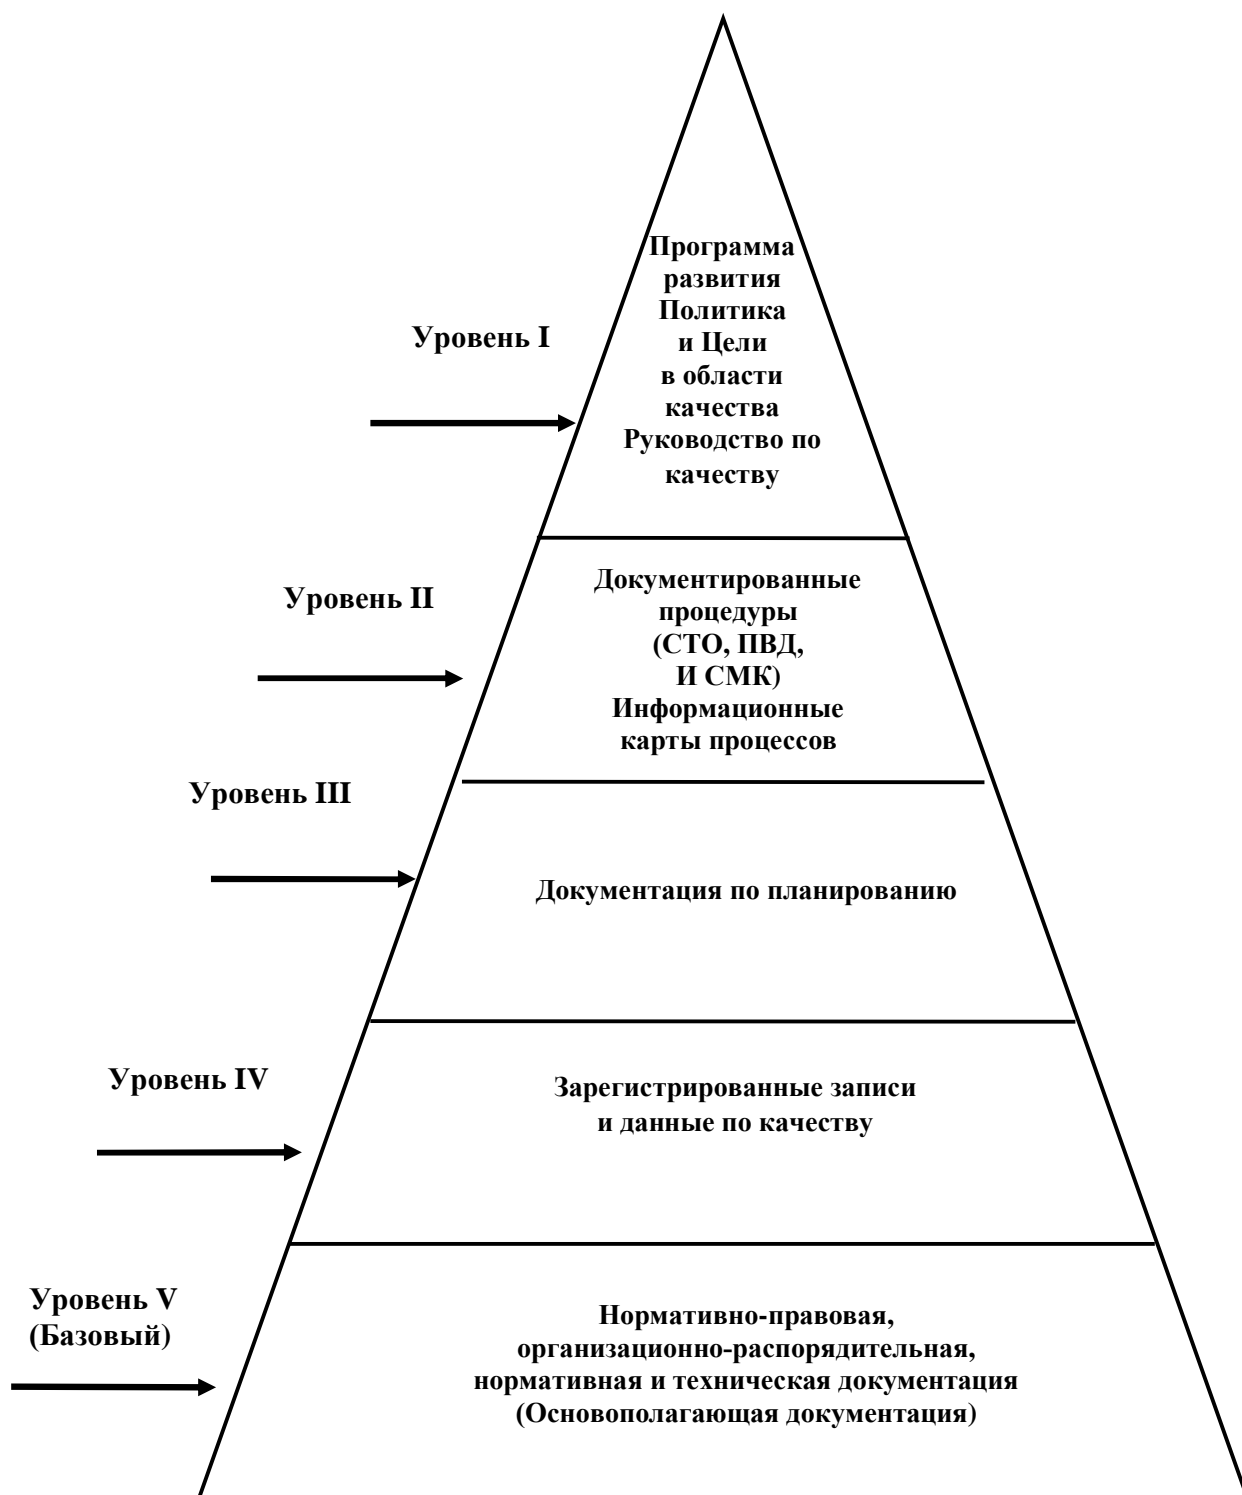 Программа
развития
Политика
и Цели
в области
качества
Руководство по
качеству
Уровень I
Документированные
процедуры
(СТО, ПВД,
И СМК)
Информационные
карты процессов
Уровень II
Уровень III
Документация по планированию
Уровень IV
Зарегистрированные записи
и данные по качеству
Уровень V
(Базовый)
Нормативно-правовая,
организационно-распорядительная,
нормативная и техническая документация
(Основополагающая документация)